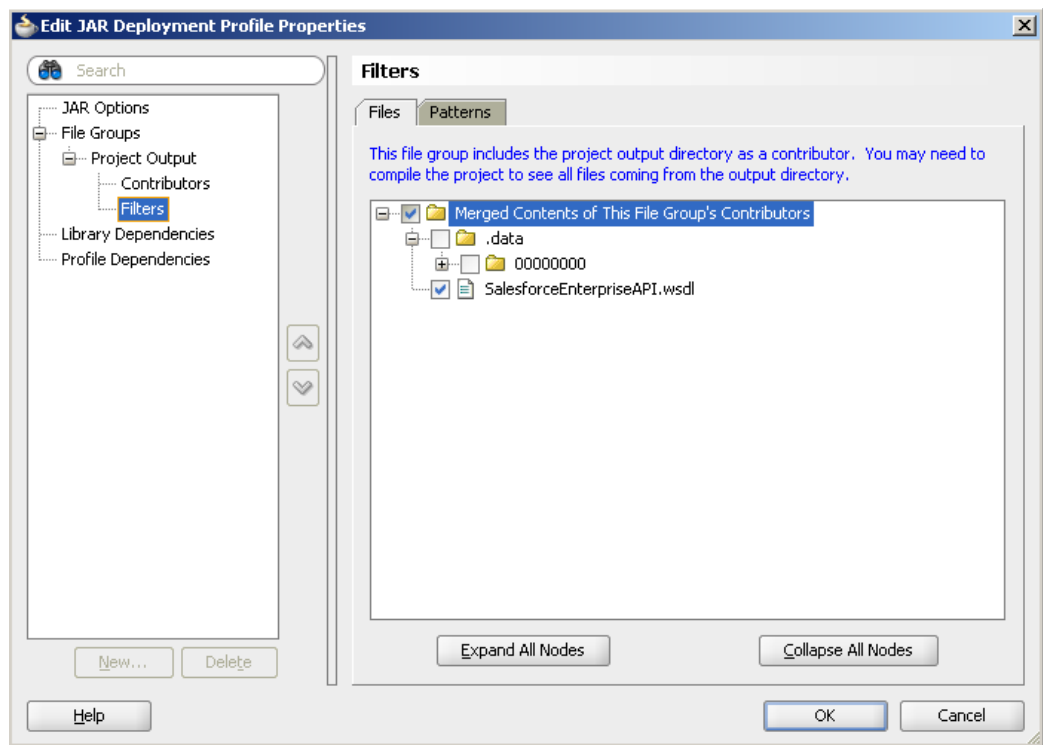 Edit JAR Deployment Profile Properties
Search
JAR Options
File Groups
Project Output
Contributors
Filters
Library Dependencies
Profile Dependencies
New...
Delete
Filters
Files
Patterns
This file group includes the project output directory as a contributor. You may need to
compile the project to see all files coming from the output directory.
Merged Contents of This File Group's Contributors
.data
00000000
SalesforceEnterpriseAPI.wsdl
Expand All Nodes
Collapse All Nodes
Help
OK
Cancel